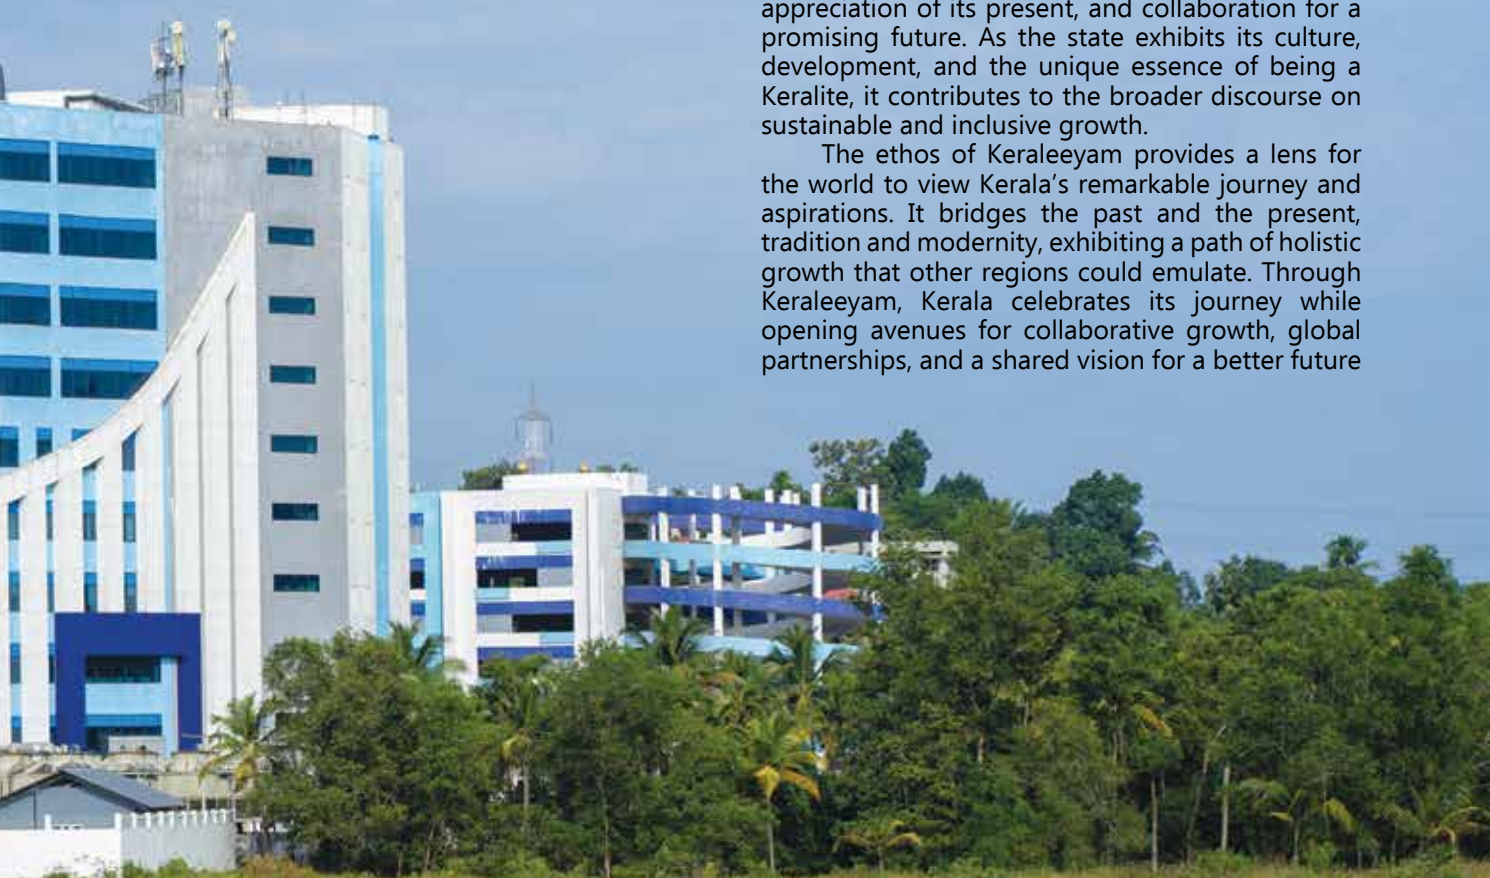 appreciation of its present, and collaboration for a
promising future. As the state exhibits its culture,
development, and the unique essence of being a
Keralite, it contributes to the broader discourse on
sustainable and inclusive growth.
The ethos of Keraleeyam provides a lens for
the world to view Kerala’s remarkable journey and
aspirations. It bridges the past and the present,
tradition and modernity, exhibiting a path of holistic
growth that other regions could emulate. Through
Keraleeyam, Kerala celebrates its journey while
opening avenues for collaborative growth, global
partnerships, and a shared vision for a better future